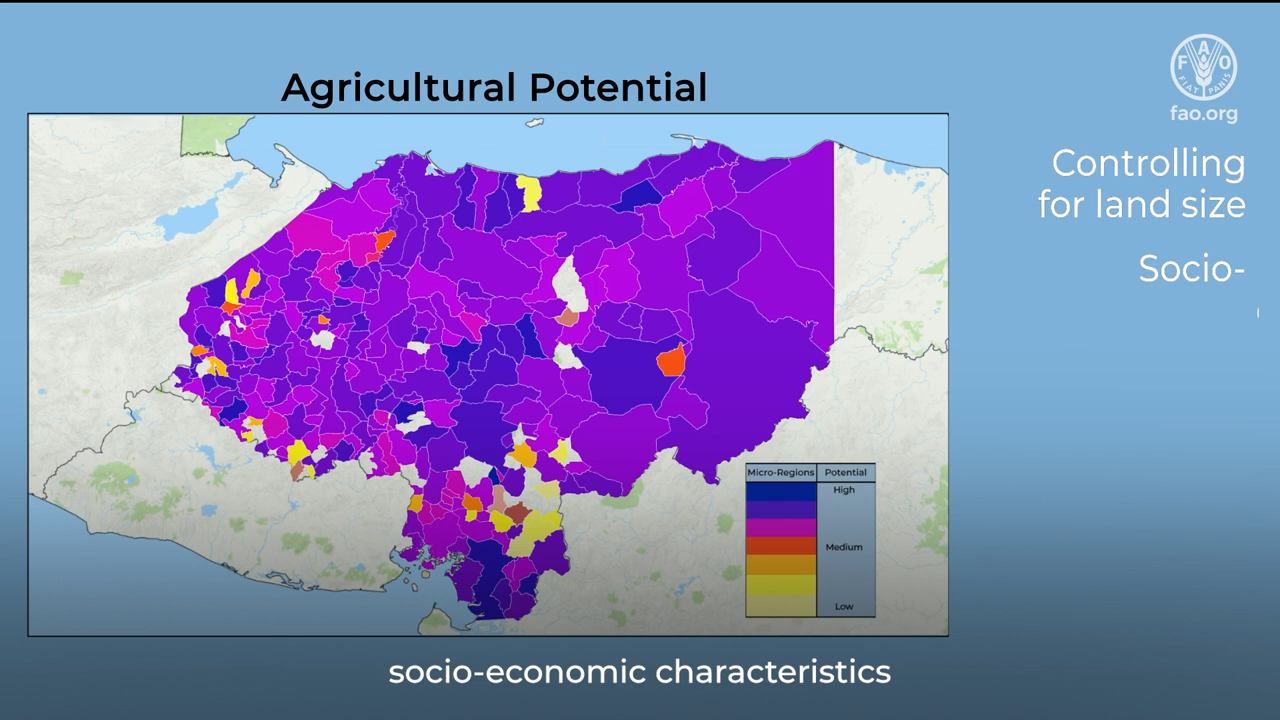 Agricultural Potential
FAO
FIAT PANIS
fao.org
Controlling
for land size
Socio-
Micro-Regions Potential
High
Medium
Low
socio-economic characteristics